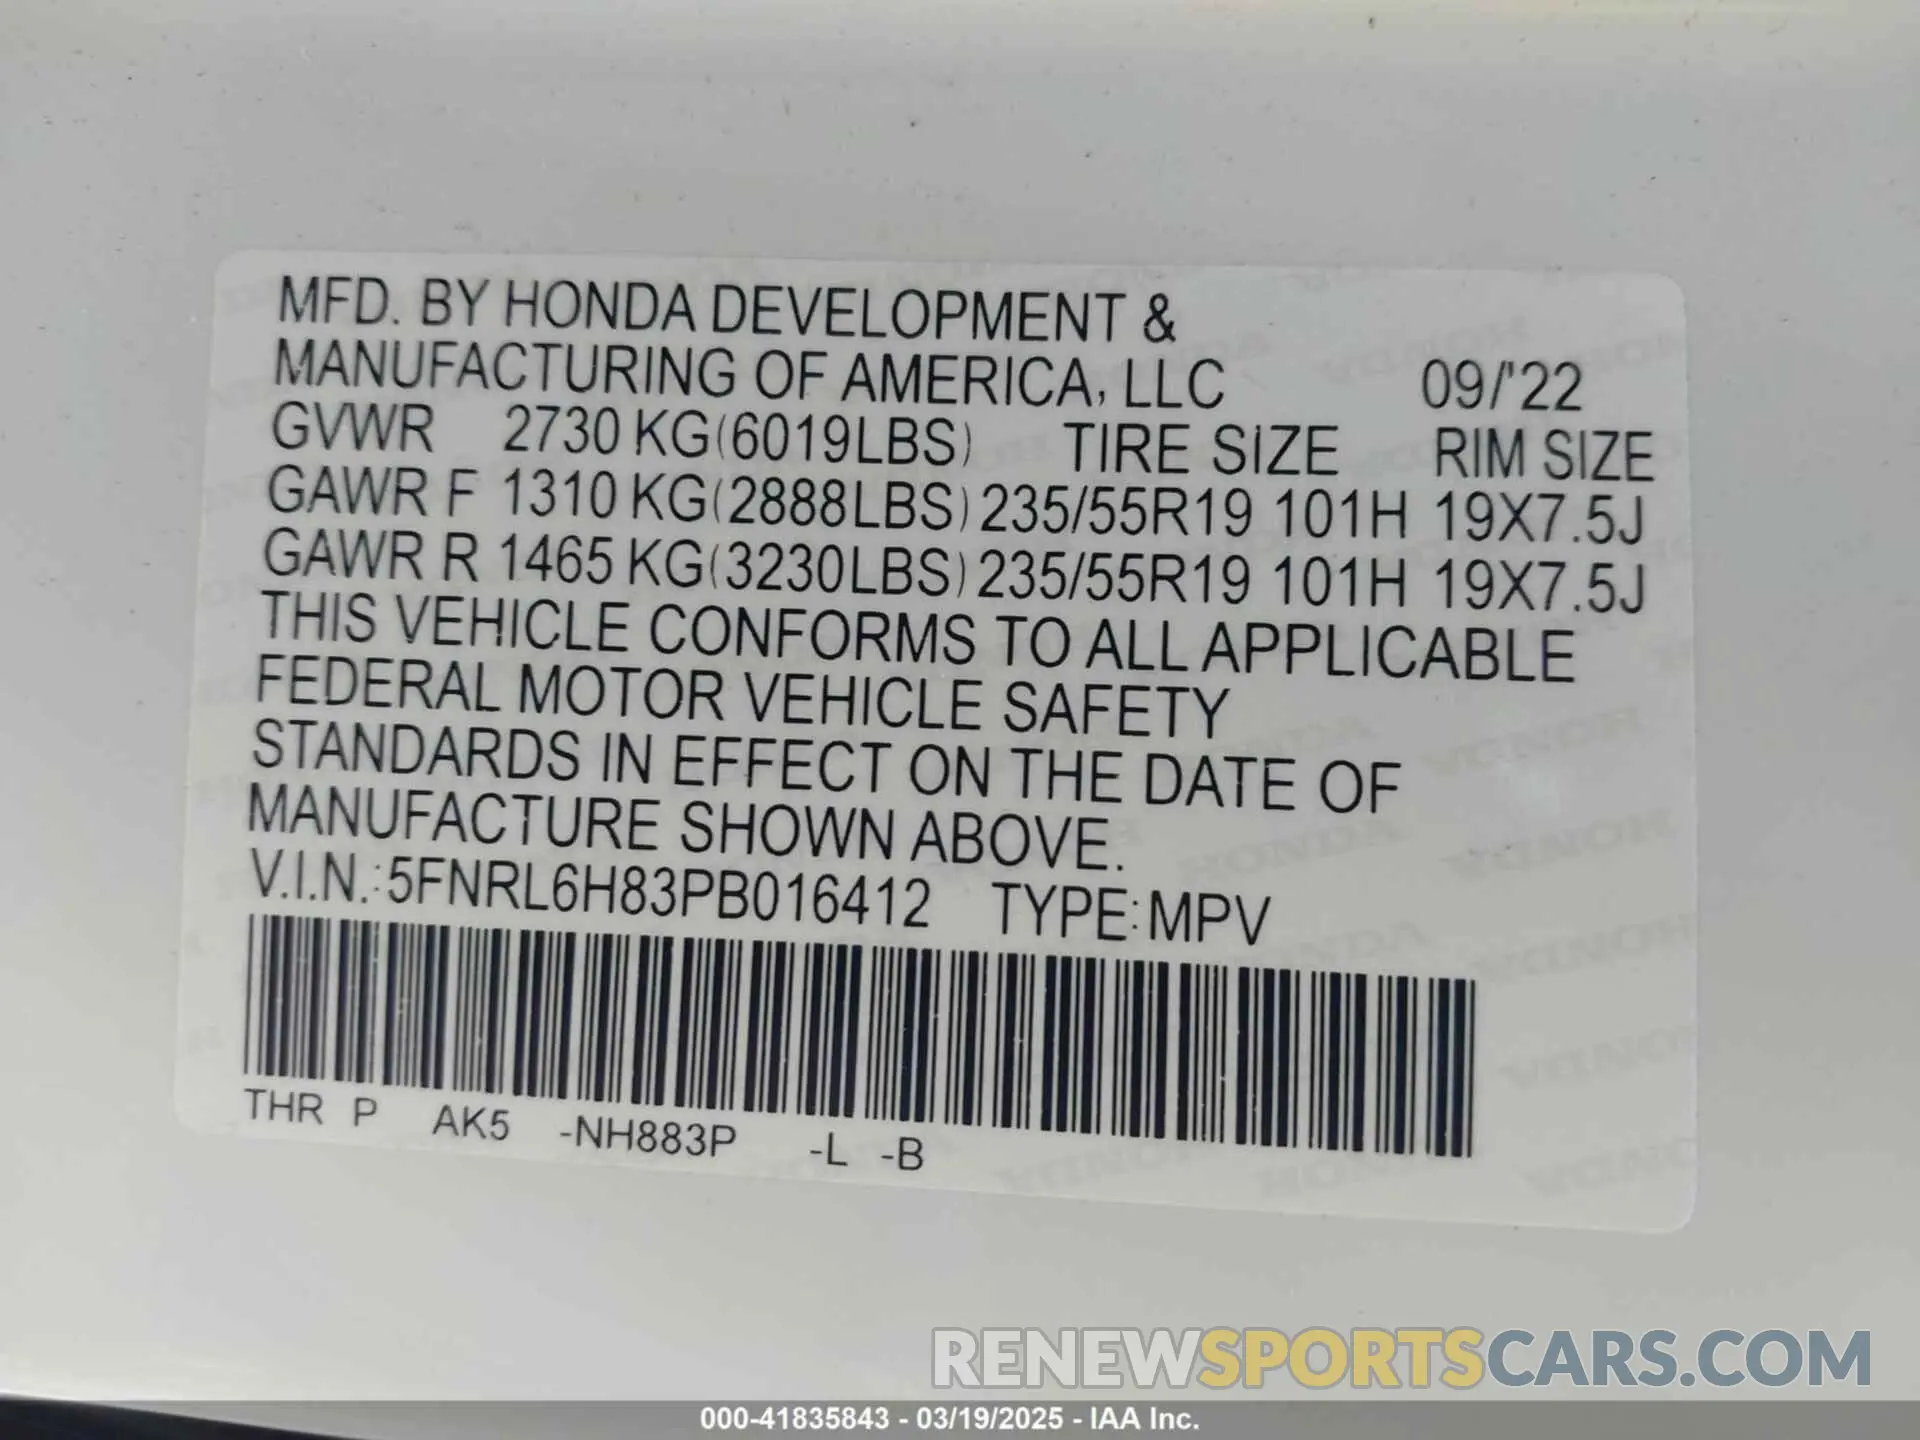 MFD. BY HONDA DEVELOPMENT &
MANUFACTURING OF AMERICA, LLC 09/'22
GVWR 2730 KG(6019LBS) TIRE SIZE RIM SIZE
GAWR F 1310 KG(2888LBS) 235/55R19 101H 19X7.5J
GAWR R 1465 KG(3230LBS) 235/55R19 101H 19X7.5J
THIS VEHICLE CONFORMS TO ALL APPLICABLE
FEDERAL MOTOR VEHICLE SAFETY
STANDARDS IN EFFECT ON THE DATE OF
MANUFACTURE SHOWN ABOVE.
V.I.N.:5FNRL6H83PB016412 TYPE:MPV
THR P AK5 -NH883P -L -B
RENEWSPORTSCARS.COM
000-41835843 - 03/19/2025 - IAA Inc.